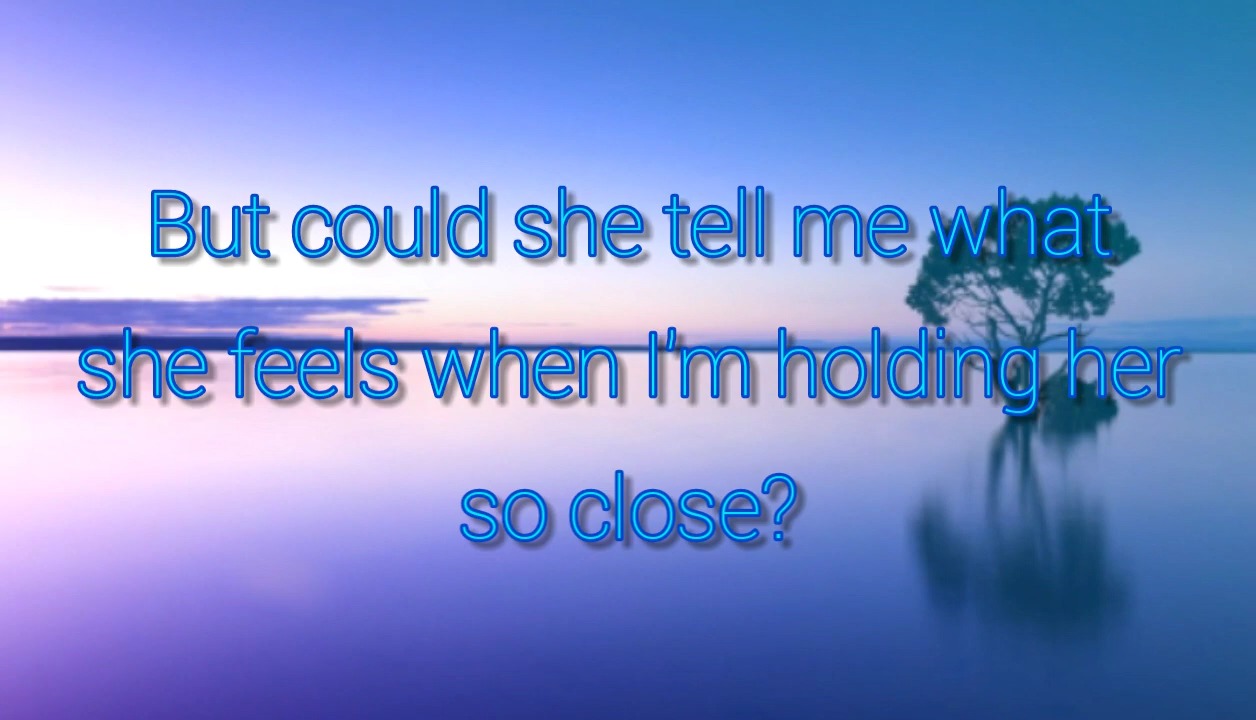 But could she tell me what
she feels when I'm holding her
so close?